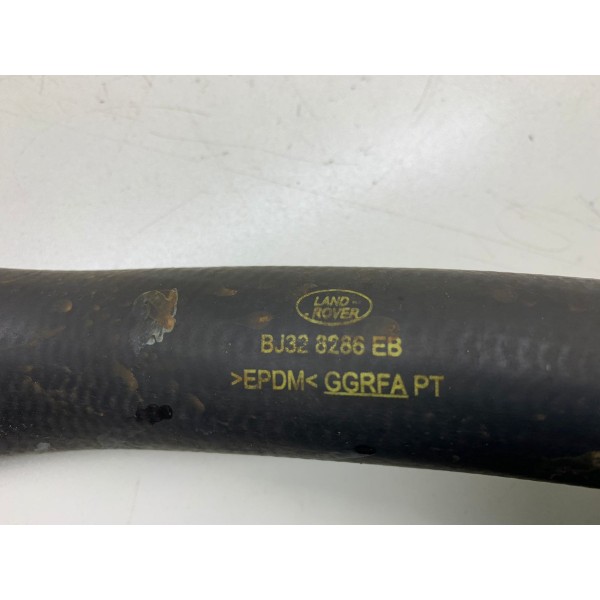 LAND-
-ROVER
BJ32 8286 EB
>EPDM< GGRFA PT